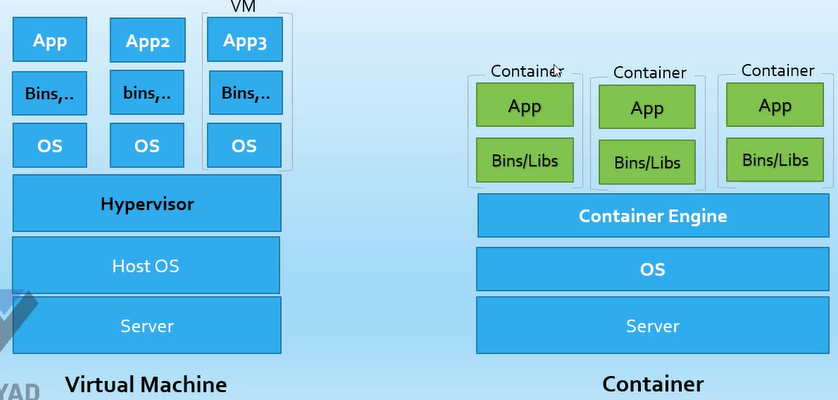 VM
App
App2
App3
Bins,..
bins,..
Bins,..
OS
OS
OS
Hypervisor
Host OS
Server
Virtual Machine
Container
Container
Container
App
App
App
Bins/Libs
Bins/Libs
Bins/Libs
Container Engine
OS
Server
Container
YAD